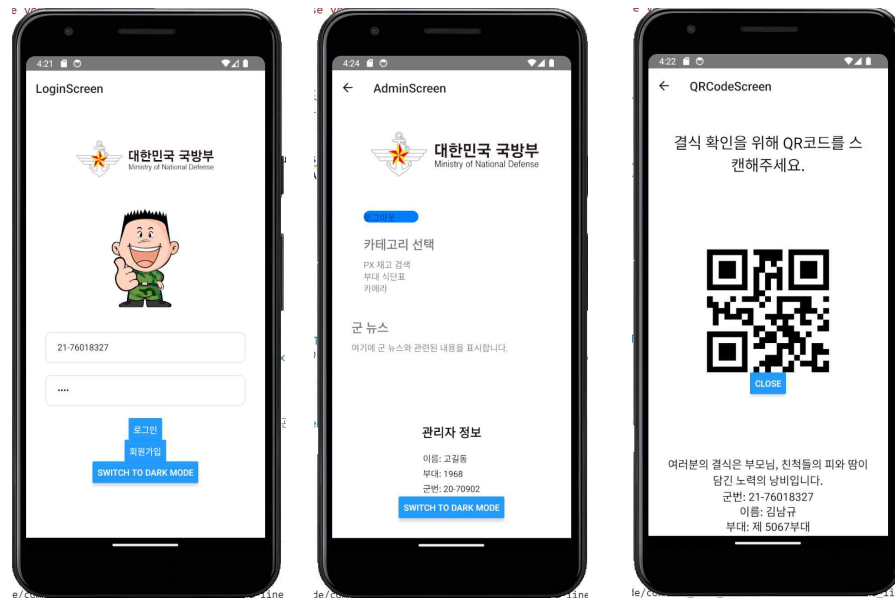 4:21
LoginScreen
대한민국 국방부
Ministry of National Defense
21-76018327
••••
로그인
회원가입
SWITCH TO DARK MODE
4:24
AdminScreen
대한민국 국방부
Ministry of National Defense
로그아웃
카테고리 선택
PX 재고 검색
부대 식단표
카메라
군 뉴스
여기에 군 뉴스와 관련된 내용을 표시합니다.
관리자 정보
이름: 고길동
부대: 1968
군번: 20-70902
SWITCH TO DARK MODE
4:22
QRCodeScreen
결식 확인을 위해 QR코드를 스
캔해주세요.
CLOSE
여러분의 결식은 부모님, 친척들의 피와 땀이
담긴 노력의 낭비입니다.
군번: 21-76018327
이름: 김남규
부대: 제 5067부대